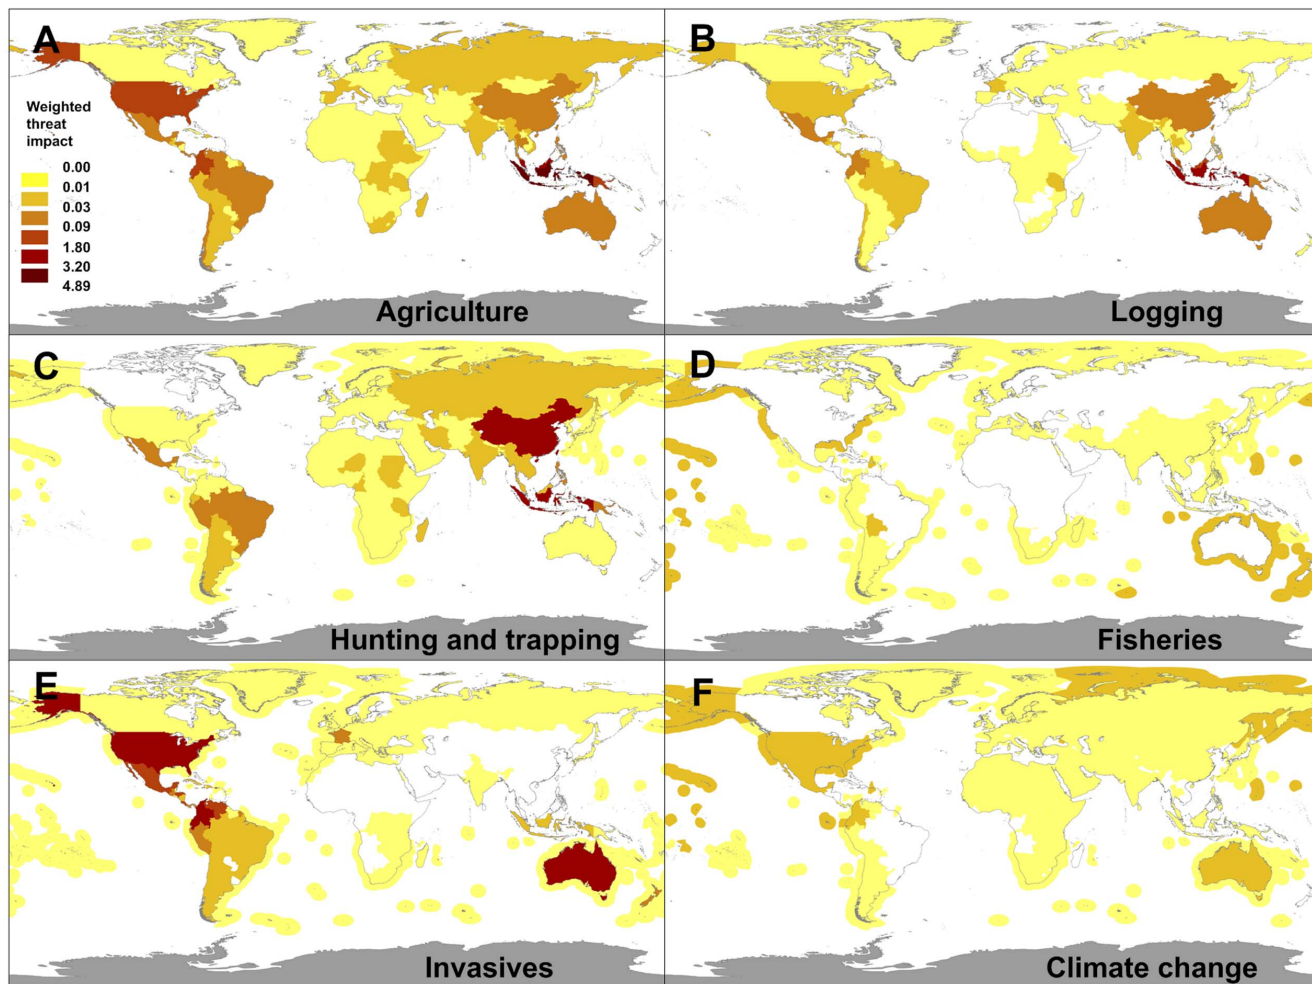 A
Weighted
threat
impact
0.00
0.01
0.03
0.09
1.80
3.20
4.89
Agriculture
B
Logging
C
Hunting and trapping
D
Fisheries
E
Invasives
F
Climate change